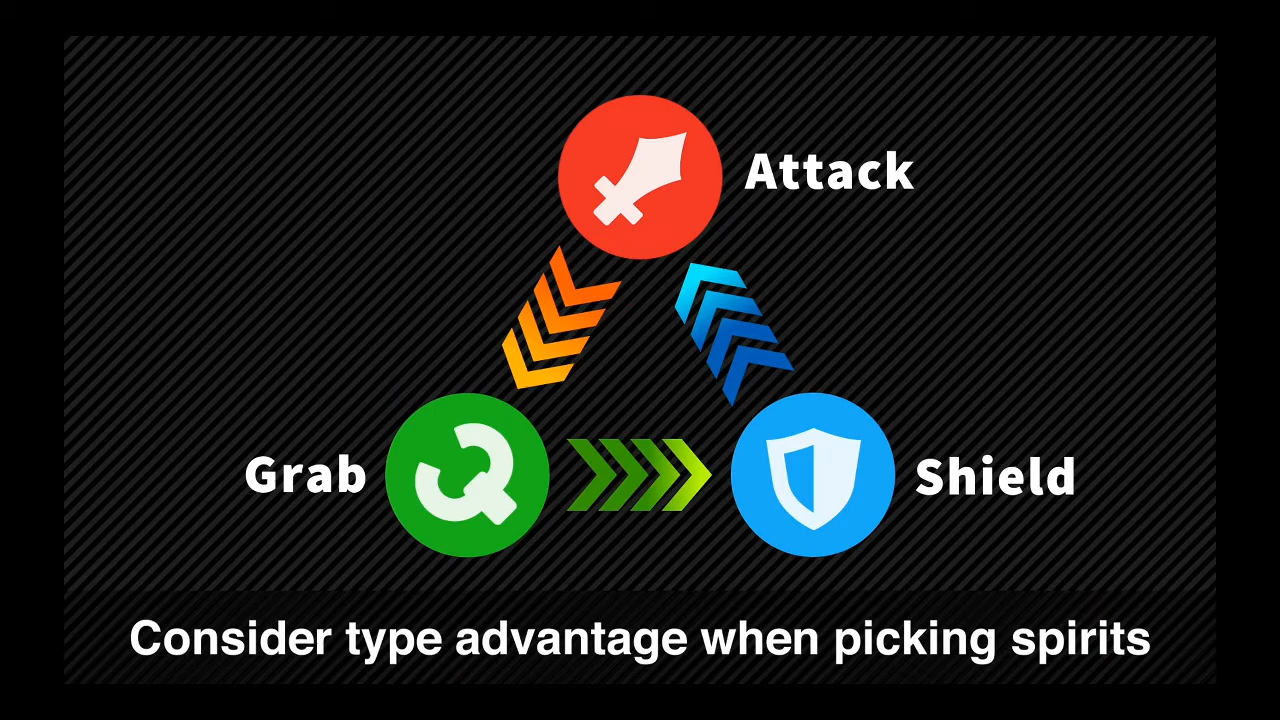 Attack
Grab
Shield
Consider type advantage when picking spirits